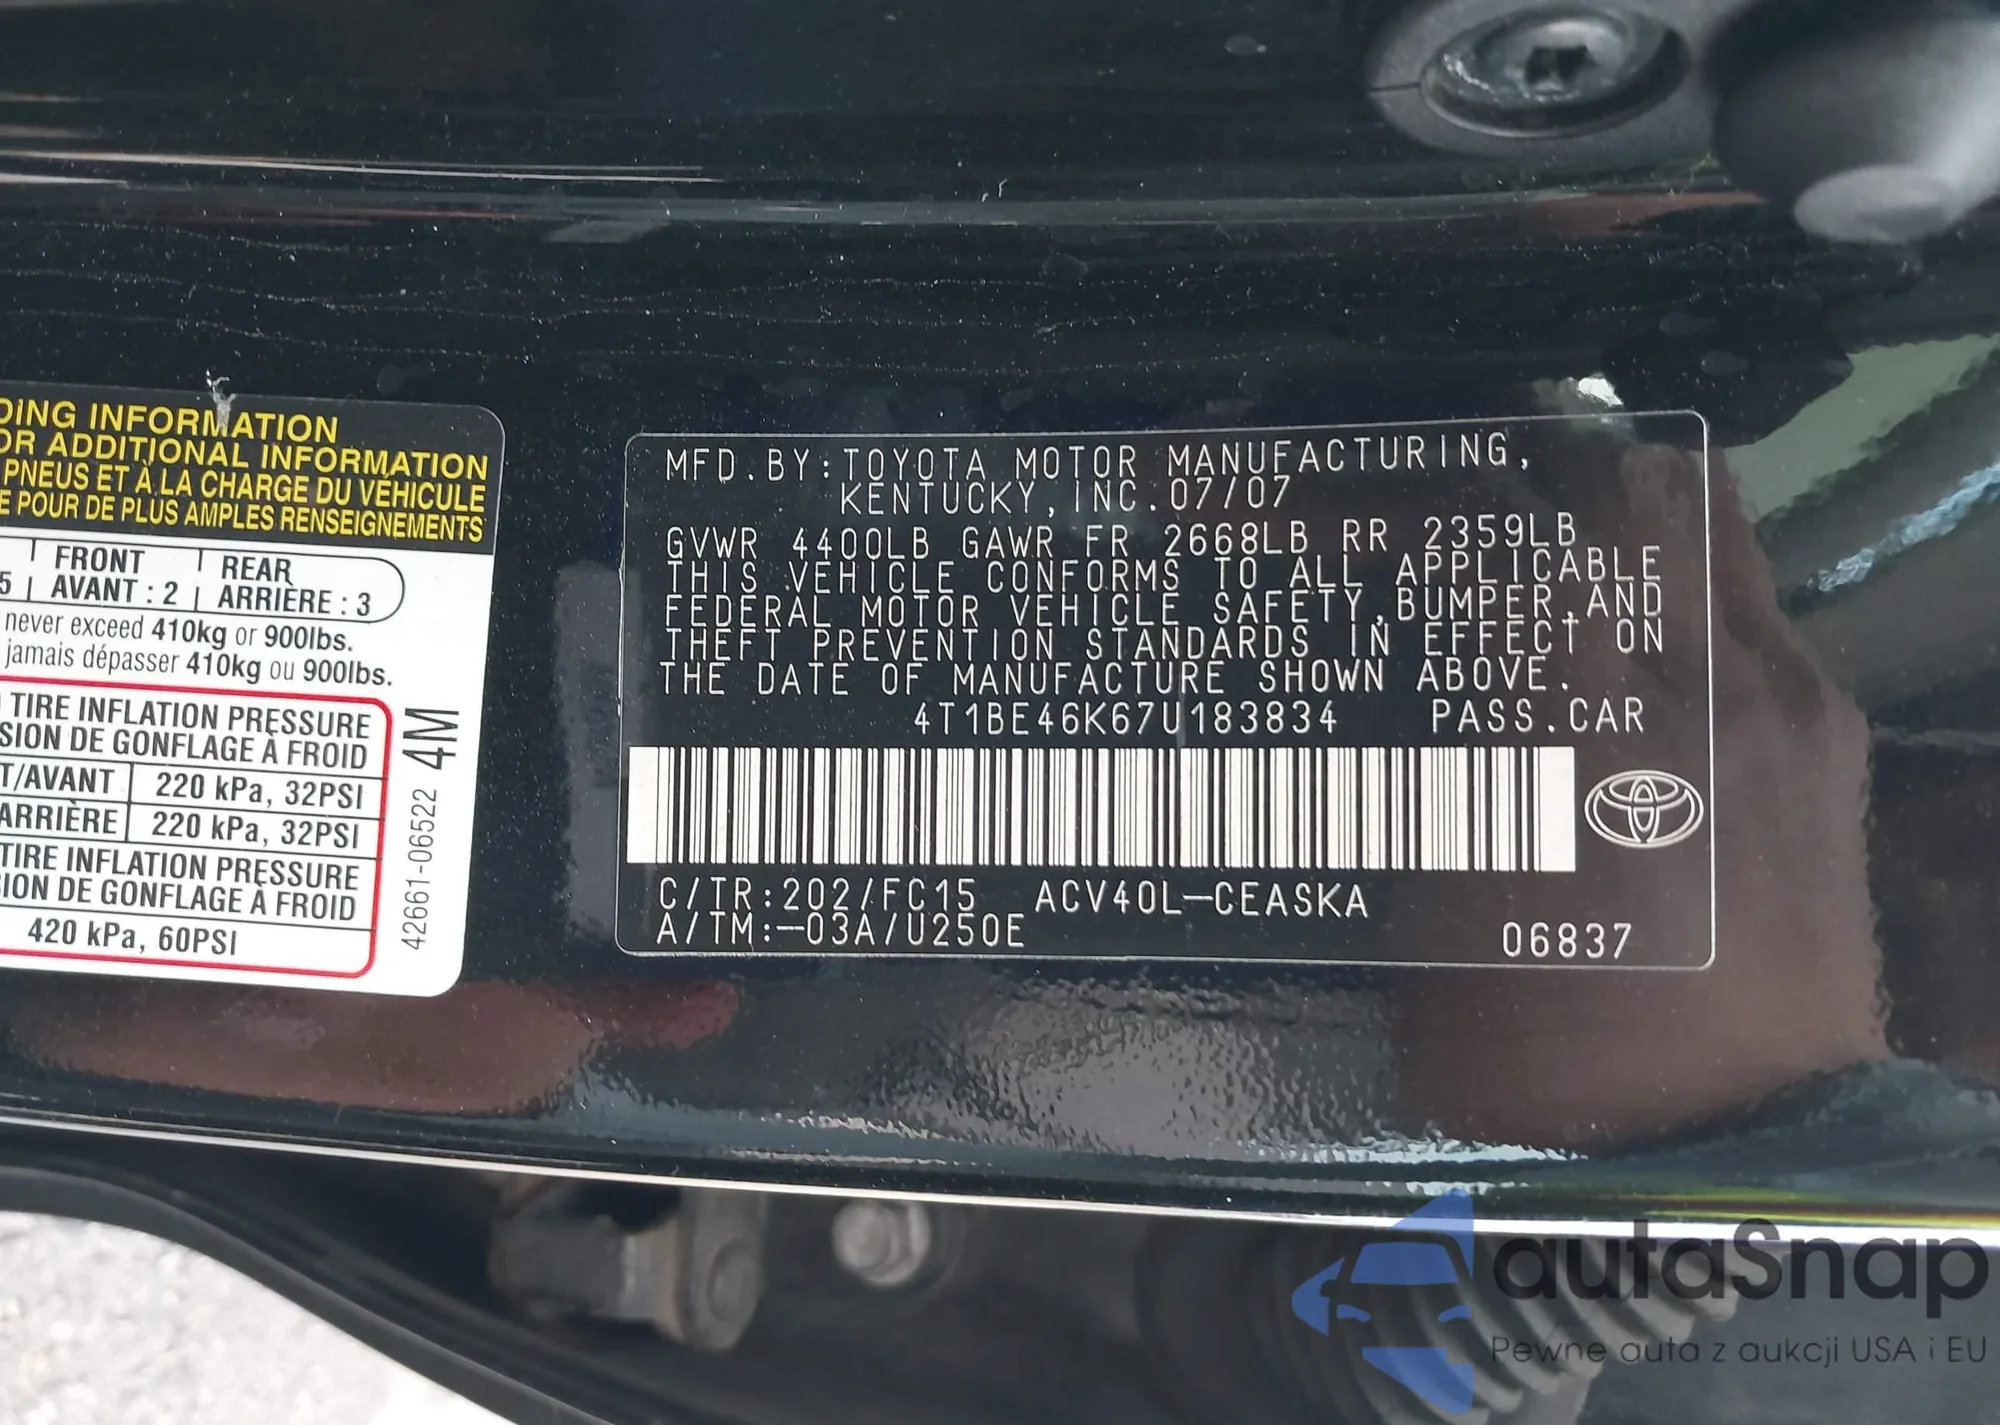 DING INFORMATION
OR ADDITIONAL INFORMATION
PNEUS ET À LA CHARGE DU VÉHICULE
E POUR DE PLUS AMPLES RENSEIGNEMENTS
FRONT REAR
5 AVANT : 2 ARRIÈRE : 3
never exceed 410kg or 900lbs.
jamais dépasser 410kg ou 900lbs.
TIRE INFLATION PRESSURE
SION DE GONFLAGE À FROID
T/AVANT 220 kPa, 32PSI
ARRIÈRE 220 kPa, 32PSI
TIRE INFLATION PRESSURE
SION DE GONFLAGE À FROID
420 kPa, 60PSI
42661-06522 4M
MFD.BY:TOYOTA MOTOR MANUFACTURING,
KENTUCKY,INC.07/07
GVWR 4400LB GAWR FR 2668LB RR 2359LB
THIS VEHICLE CONFORMS TO ALL APPLICABLE
FEDERAL MOTOR VEHICLE SAFETY,BUMPER,AND
THEFT PREVENTION STANDARDS IN EFFECT ON
THE DATE OF MANUFACTURE SHOWN ABOVE.
4T1BE46K67U183834 PASS.CAR
C/TR:202/FC15 ACV40L-CEASKA
A/TM:-03A/U250E
06837
autaSnap
Pewne auta z aukcji USA i EU